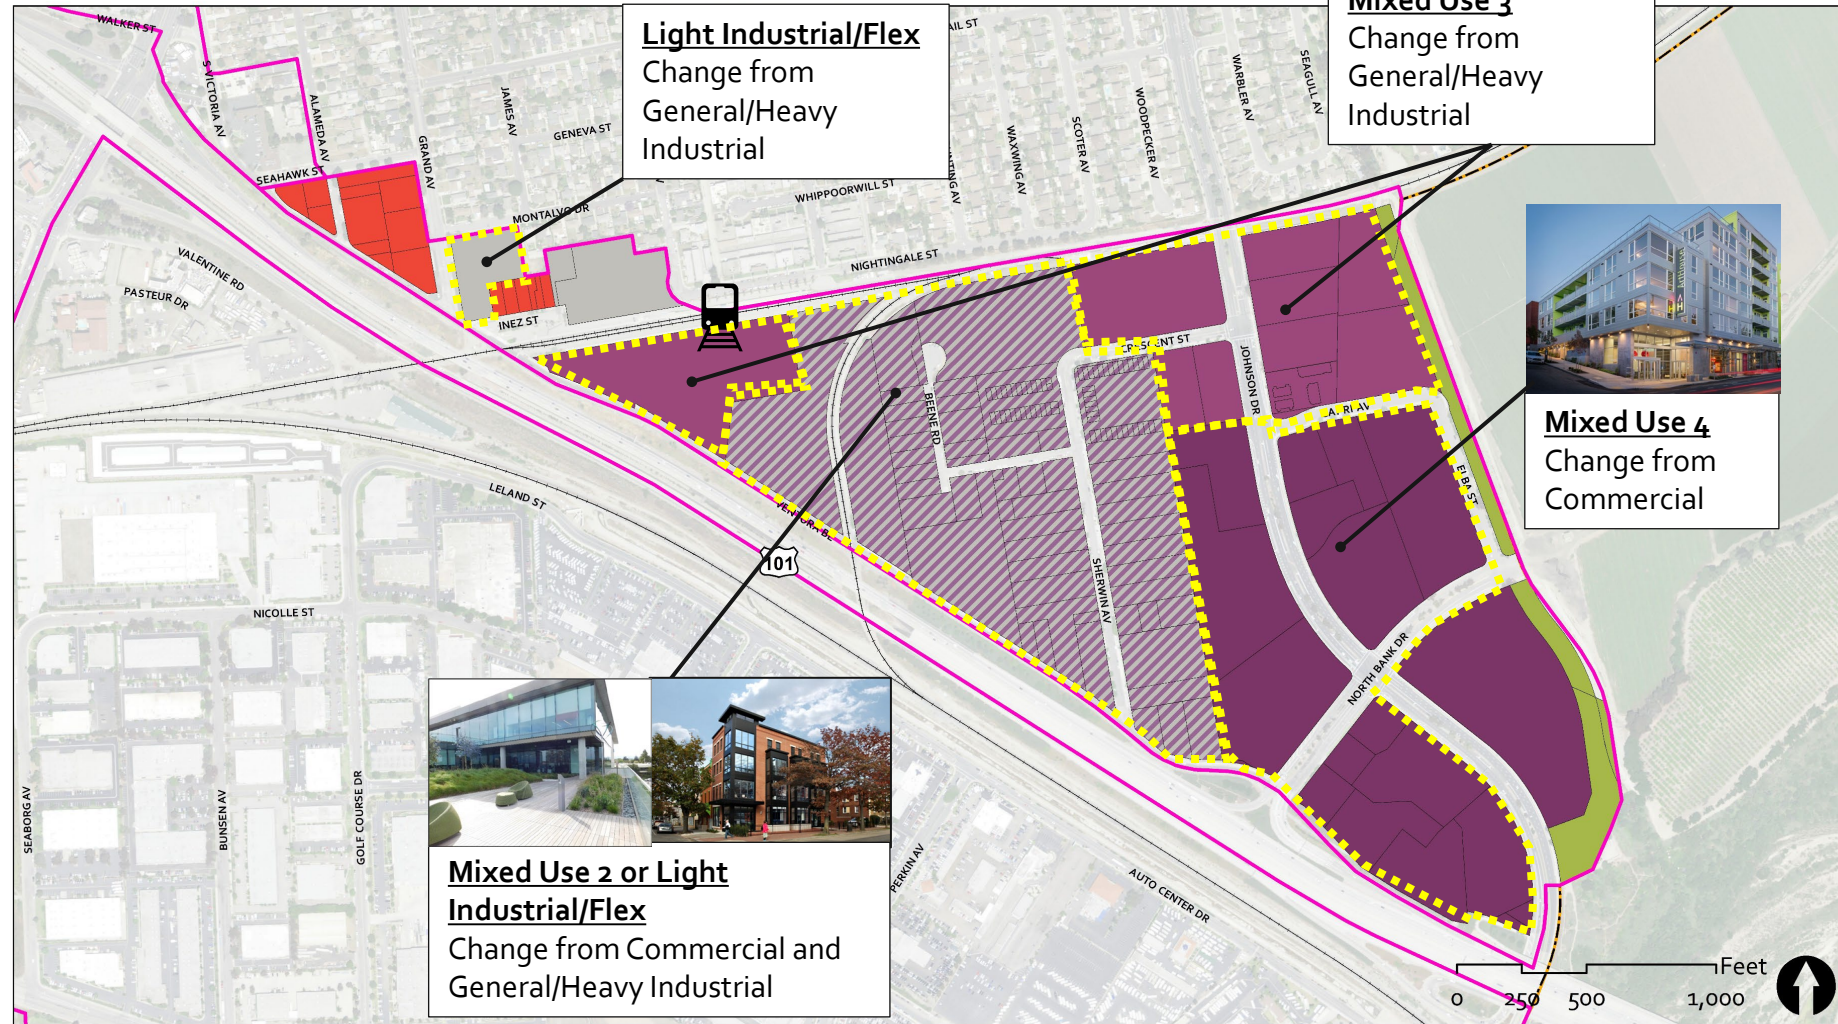 Light Industrial/Flex
Change from
General/Heavy
Industrial
Mixed Use 3
Change from
General/Heavy
Industrial
Mixed Use 4
Change from
Commercial
Mixed Use 2 or Light
Industrial/Flex
Change from Commercial and
General/Heavy Industrial
WALKER ST
S VICTORIA AV
ALAMEDA AV
SEAHAWK ST
GRAND AV
JAMES AV
GENEVA ST
MONTALVO DR
WHIPPOORWILL ST
WAXWING AV
SCOTER AV
WOODPECKER AV
WARBLER AV
SEAGULL AV
NIGHTINGALE ST
INEZ ST
VALENTINE RD
PASTEUR DR
CRESCENT ST
JOHNSON DR
BEENE RD
ELBA ST
LELAND ST
101
SHERWIN AV
NORTH BANK DR
NICOLLE ST
SEABORG AV
BUNSEN AV
GOLF COURSE DR
PERKIN AV
AUTO CENTER DR
Feet
0 250 500 1,000